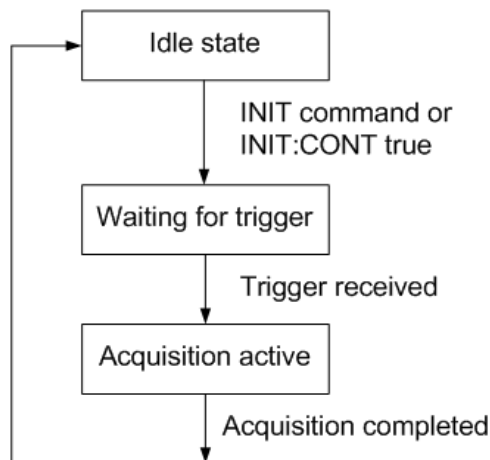 Idle state
INIT command or
INIT:CONT true
Waiting for trigger
Trigger received
Acquisition active
Acquisition completed